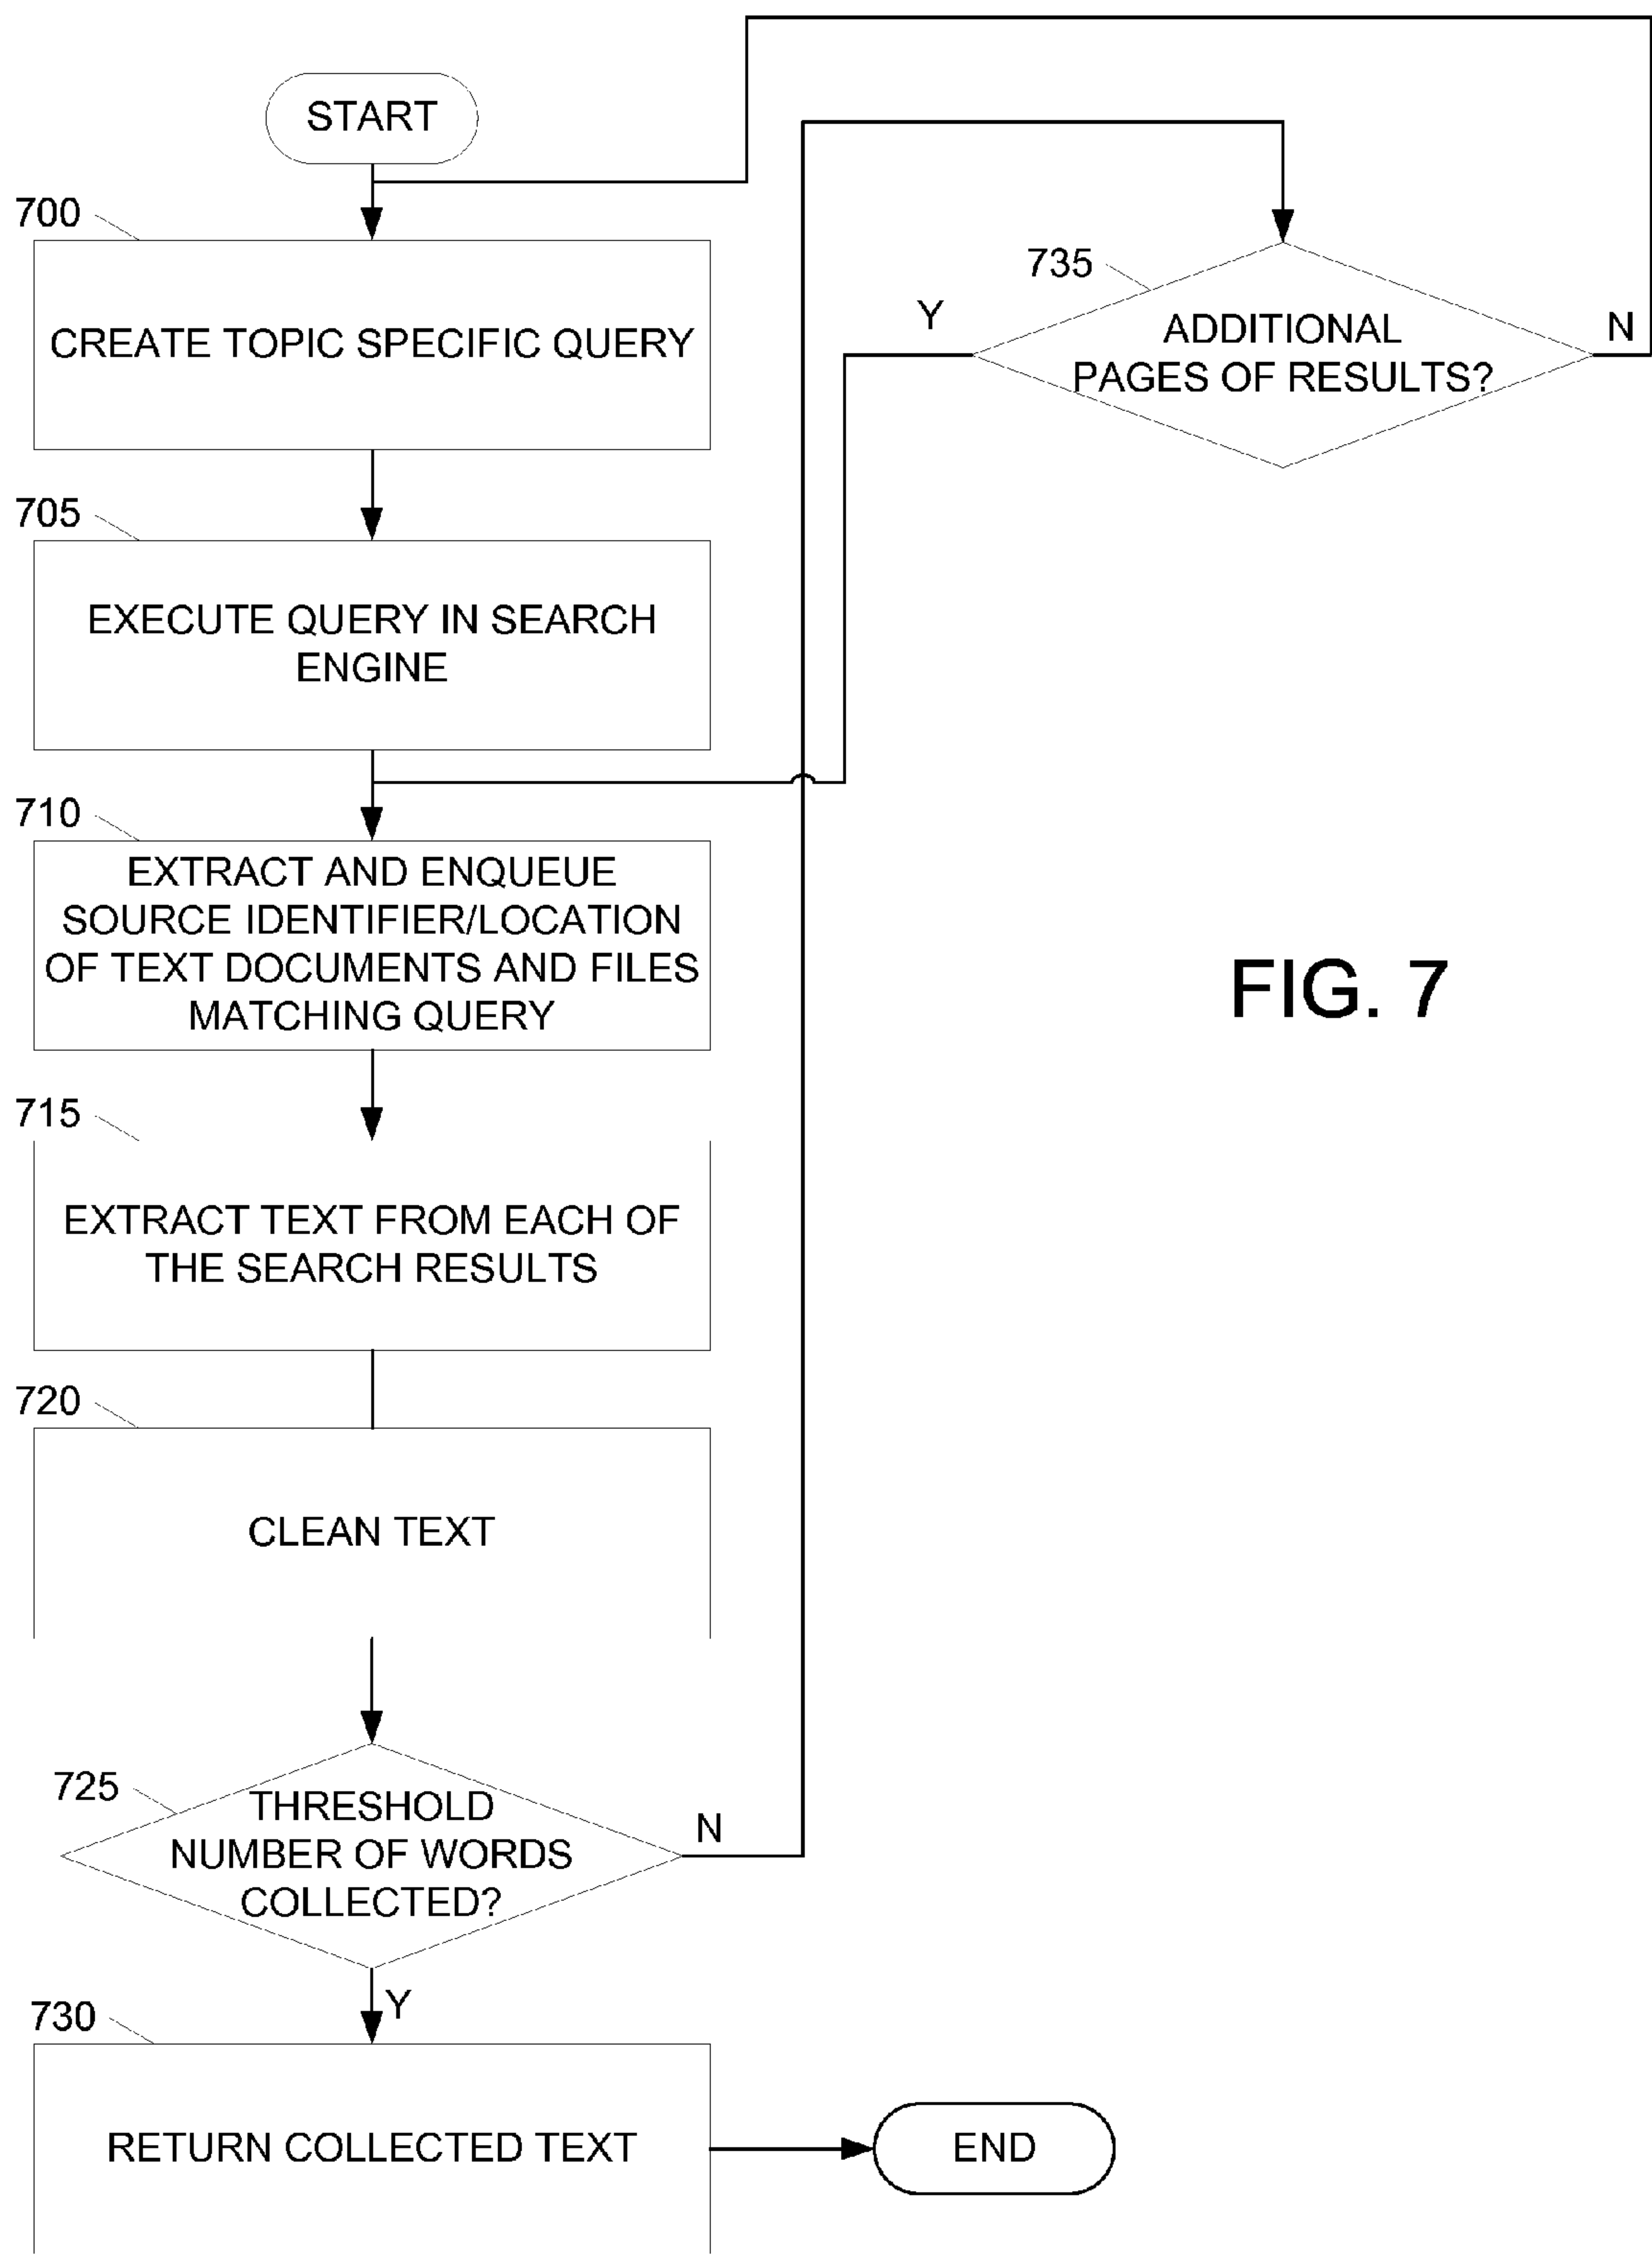 START
700
CREATE TOPIC SPECIFIC QUERY
705
EXECUTE QUERY IN SEARCH
ENGINE
710
EXTRACT AND ENQUEUE
SOURCE IDENTIFIER/LOCATION
OF TEXT DOCUMENTS AND FILES
MATCHING QUERY
715
EXTRACT TEXT FROM EACH OF
THE SEARCH RESULTS
720
CLEAN TEXT
725
THRESHOLD
NUMBER OF WORDS
COLLECTED?
N
Y
730
RETURN COLLECTED TEXT
END
735
Y
ADDITIONAL
PAGES OF RESULTS?
N
FIG. 7